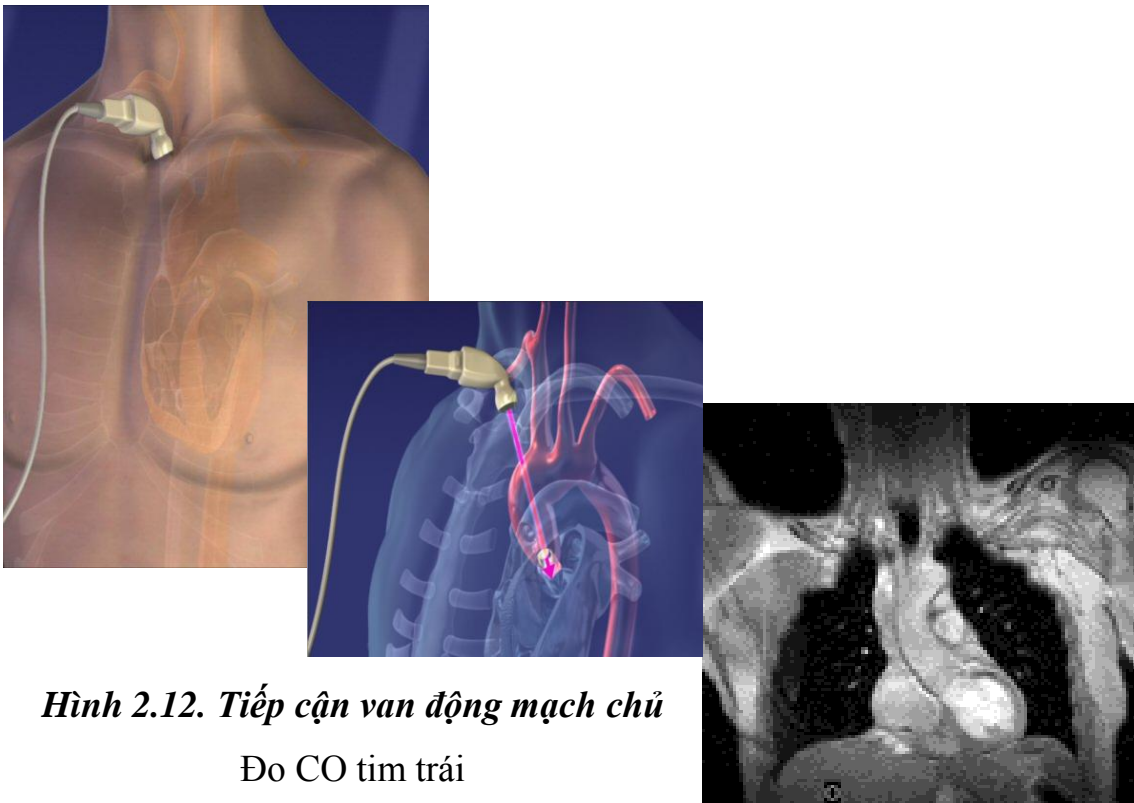 Hình 2.12. Tiếp cận van động mạch chủ
Đo CO tim trái